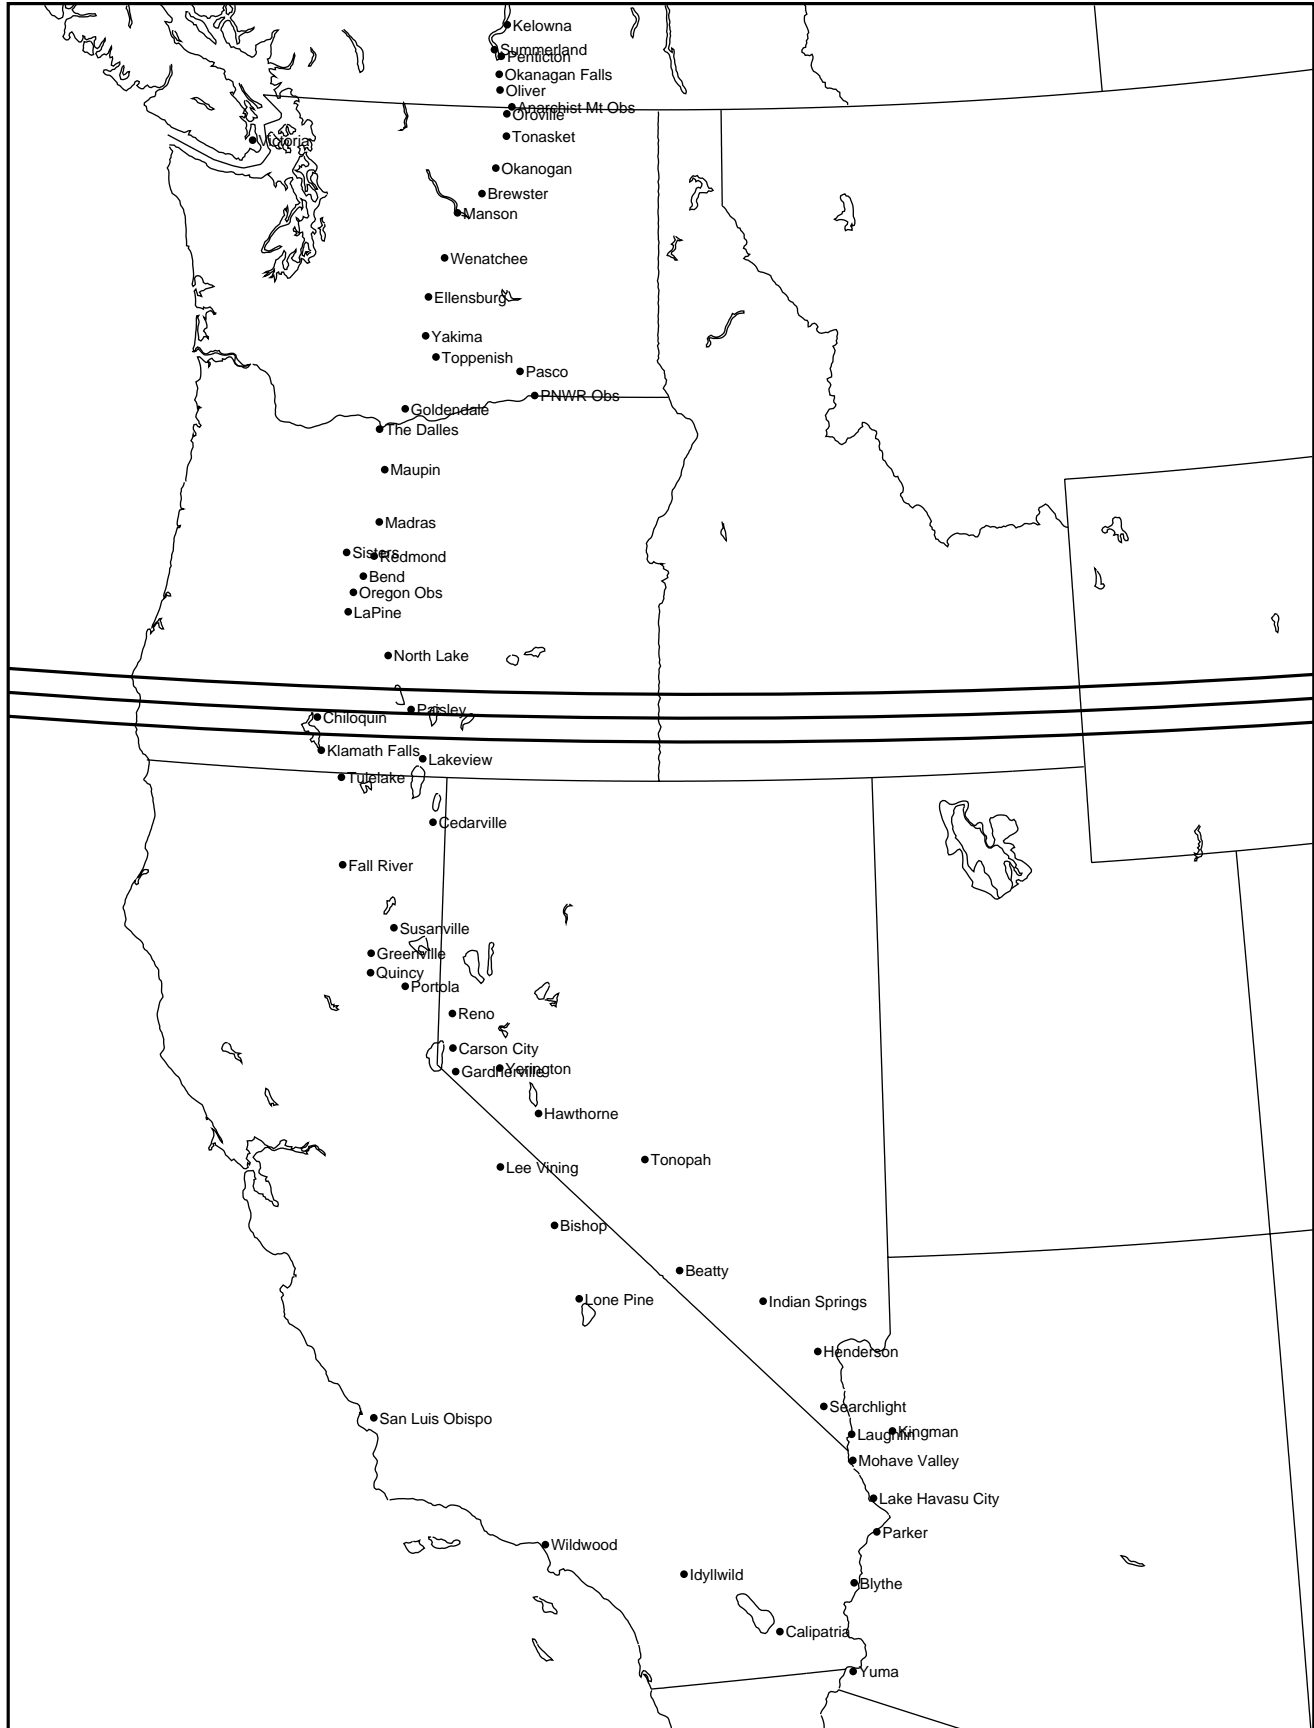 Kelowna
Summerland
Penticton
Okanagan Falls
Oliver
Anarchist Mt Obs
Oroville
Tonasket
Victoria
Okanogan
Brewster
Manson
Wenatchee
Ellensburg
Yakima
Toppenish
Pasco
PNWR Obs
Goldendale
The Dalles
Maupin
Madras
Sisters
Redmond
Bend
Oregon Obs
LaPine
North Lake
Paisley
Chiloquin
Klamath Falls
Lakeview
Tulelake
Cedarville
Fall River
Susanville
Greenville
Quincy
Portola
Reno
Carson City
Yerington
Gardnerville
Hawthorne
Tonopah
Lee Vining
Bishop
Beatty
Lone Pine
Indian Springs
Henderson
Searchlight
San Luis Obispo
Kingman
Laughlin
Mohave Valley
Lake Havasu City
Parker
Wildwood
Idyllwild
Blythe
Calipatria
Yuma